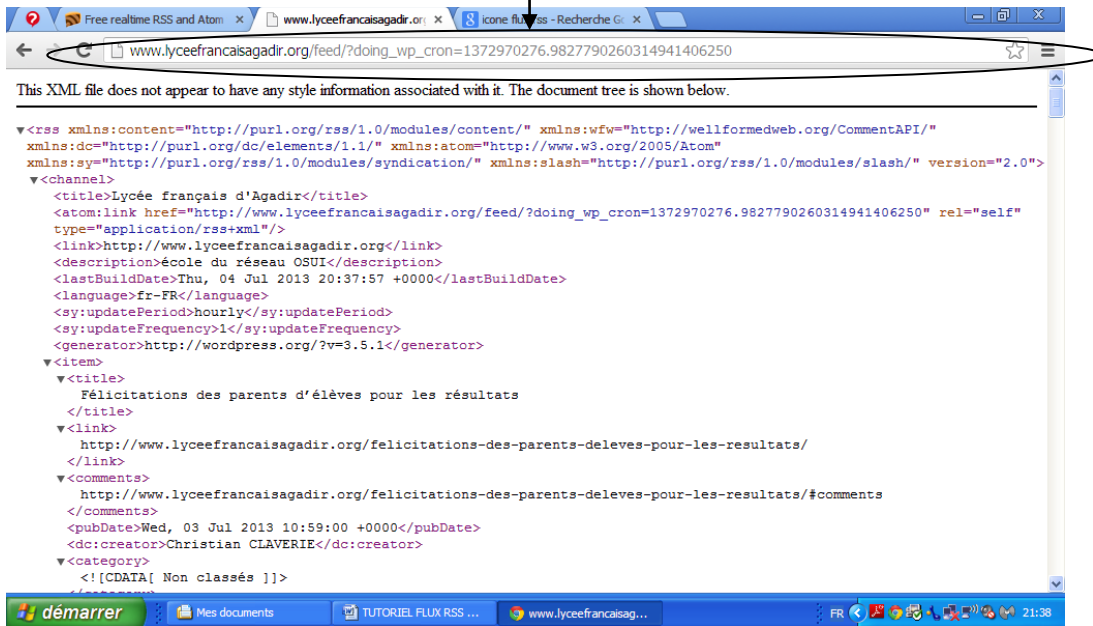 Free realtime RSS and Atom
www.lyceefrancaisagadir.or
icone flu rss - Recherche Go
www.lyceefrancaisagadir.org/feed/?doing_wp_cron=1372970276.9827790260314941406250
This XML file does not appear to have any style information associated with it. The document tree is shown below.
▼<rss xmlns:content="http://purl.org/rss/1.0/modules/content/" xmlns:wfw="http://wellformedweb.org/CommentAPI/"
xmlns:dc="http://purl.org/dc/elements/1.1/" xmlns:atom="http://www.w3.org/2005/Atom"
xmlns:sy="http://purl.org/rss/1.0/modules/syndication/" xmlns:slash="http://purl.org/rss/1.0/modules/slash/" version="2.0">
▼<channel>
<title>Lycée français d'Agadir</title>
<atom:link href="http://www.lyceefrancaisagadir.org/feed/?doing_wp_cron=1372970276.9827790260314941406250" rel="self"
type="application/rss+xml"/>
<link>http://www.lyceefrancaisagadir.org</link>
<description>école du réseau OSUI</description>
<lastBuildDate>Thu, 04 Jul 2013 20:37:57 +0000</lastBuildDate>
<language>fr-FR</language>
<sy:updatePeriod>hourly</sy:updatePeriod>
<sy:updateFrequency>1</sy:updateFrequency>
<generator>http://wordpress.org/?v=3.5.1</generator>
▼<item>
▼<title>
Félicitations des parents d’élèves pour les résultats
</title>
▼<link>
http://www.lyceefrancaisagadir.org/felicitations-des-parents-deleves-pour-les-resultats/
</link>
▼<comments>
http://www.lyceefrancaisagadir.org/felicitations-des-parents-deleves-pour-les-resultats/#comments
</comments>
<pubDate>Wed, 03 Jul 2013 10:59:00 +0000</pubDate>
<dc:creator>Christian CLAVERIE</dc:creator>
▼<category>
<![CDATA[ Non classés ]]>
</category>
démarrer
Mes documents
TUTORIEL FLUX RSS ...
www.lyceefrancaisag...
FR
21:38